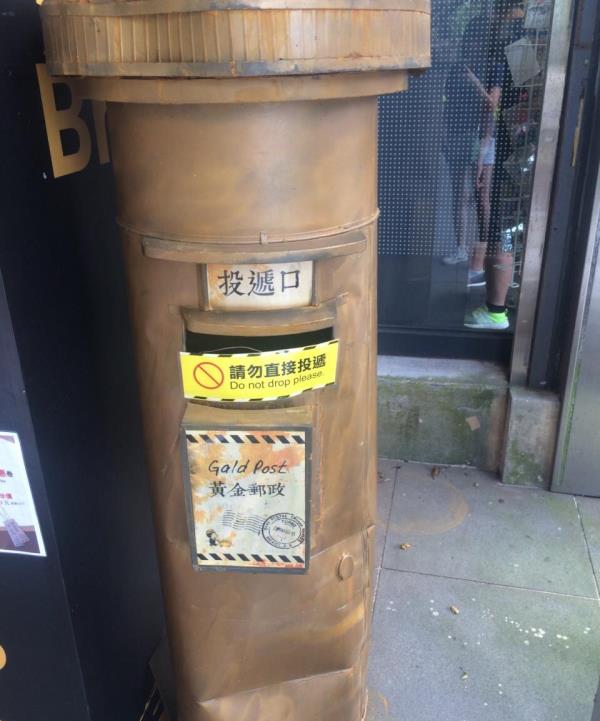 Bi
投遞口
請勿直接投遞
Do not drop please.
Gald Post
黃金郵政